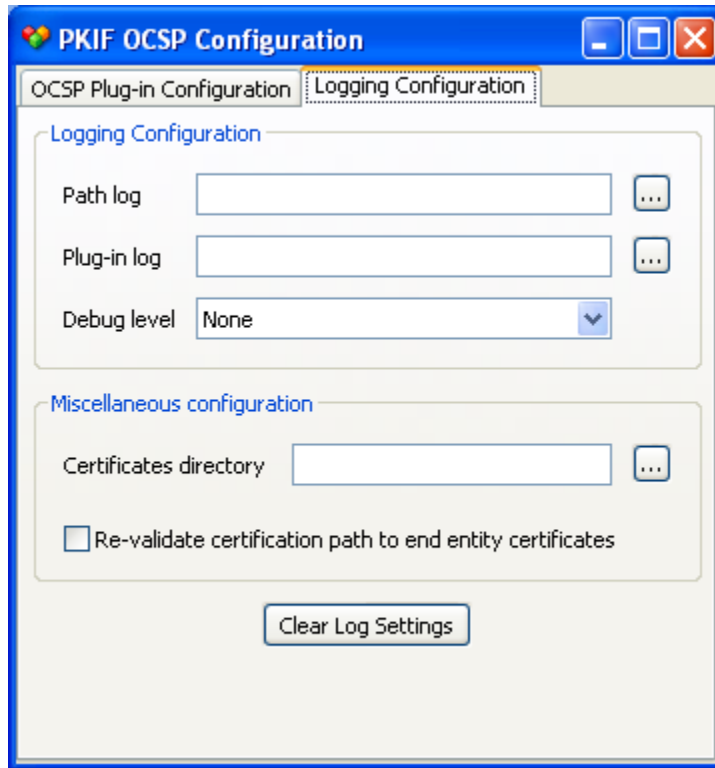 PKIF OCSP Configuration
OCSP Plug-in Configuration Logging Configuration
Logging Configuration
Path log ...
Plug-in log ...
Debug level None
Miscellaneous configuration
Certificates directory ...
Re-validate certification path to end entity certificates
Clear Log Settings